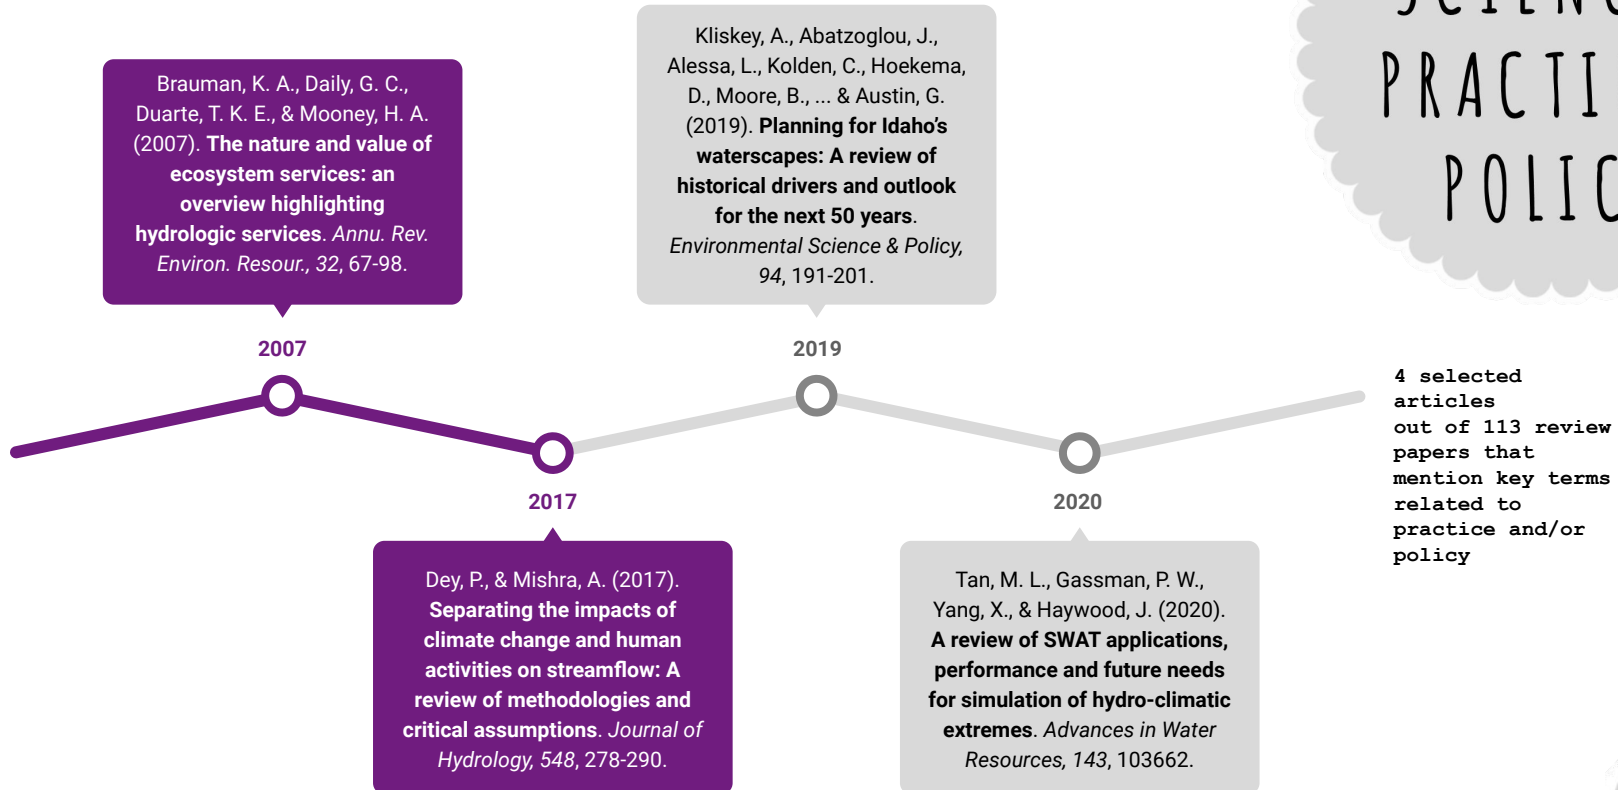 Brauman, K. A., Daily, G. C.,
Duarte, T. K. E., & Mooney, H. A.
(2007). The nature and value of
ecosystem services: an
overview highlighting
hydrologic services. Annu. Rev.
Environ. Resour., 32, 67-98.
2007
Kliskey, A., Abatzoglou, J.,
Alessa, L., Kolden, C., Hoekema,
D., Moore, B., ... & Austin, G.
(2019). Planning for Idaho’s
waterscapes: A review of
historical drivers and outlook
for the next 50 years.
Environmental Science & Policy,
94, 191-201.
2019
PRACTI
POLIC
2017
Dey, P., & Mishra, A. (2017).
Separating the impacts of
climate change and human
activities on streamflow: A
review of methodologies and
critical assumptions. Journal of
Hydrology, 548, 278-290.
2020
Tan, M. L., Gassman, P. W.,
Yang, X., & Haywood, J. (2020).
A review of SWAT applications,
performance and future needs
for simulation of hydro-climatic
extremes. Advances in Water
Resources, 143, 103662.
4 selected
articles
out of 113 review
papers that
mention key terms
related to
practice and/or
policy